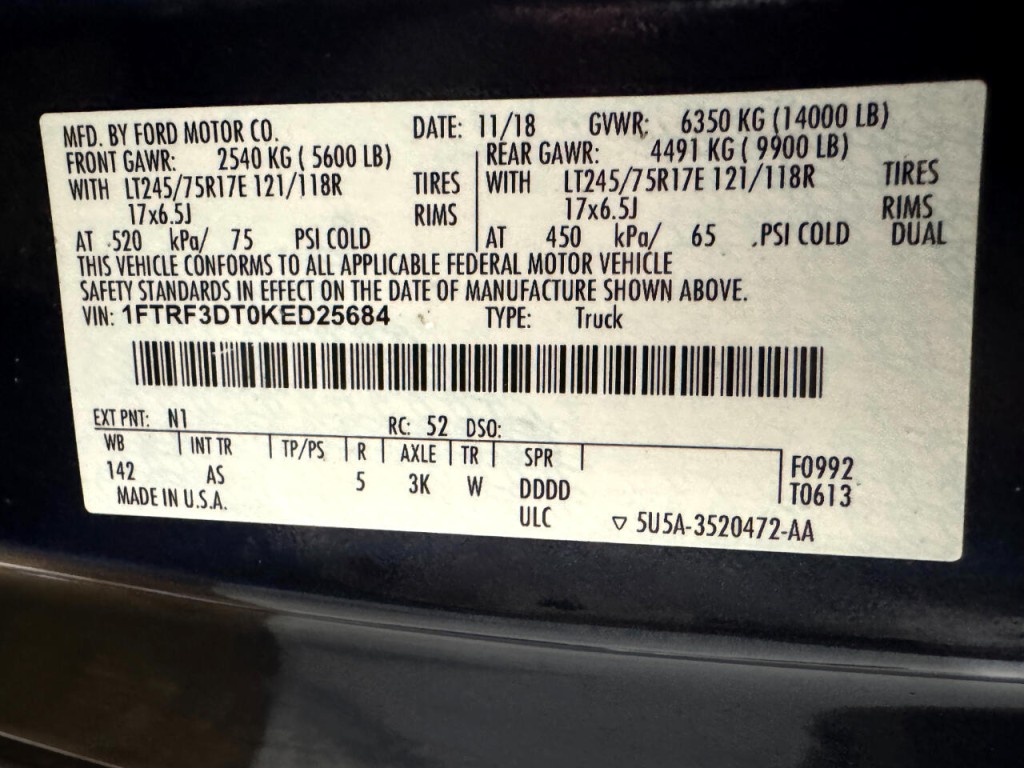 MFD. BY FORD MOTOR CO. DATE: 11/18 GVWR: 6350 KG (14000 LB)
FRONT GAWR: 2540 KG ( 5600 LB) REAR GAWR: 4491 KG ( 9900 LB)
WITH LT245/75R17E 121/118R TIRES WITH LT245/75R17E 121/118R TIRES
17x6.5J RIMS 17x6.5J RIMS
AT 520 kPa/ 75 PSI COLD AT 450 kPa/ 65 PSI COLD DUAL
THIS VEHICLE CONFORMS TO ALL APPLICABLE FEDERAL MOTOR VEHICLE
SAFETY STANDARDS IN EFFECT ON THE DATE OF MANUFACTURE SHOWN ABOVE.
VIN: 1FTRF3DT0KED25684 TYPE: Truck
EXT PNT: N1 RC: 52 DSO:
WB INT TR TP/PS R AXLE TR SPR F0992
142 AS 5 3K W DDDD T0613
MADE IN U.S.A. ULC ▽ 5U5A-3520472-AA